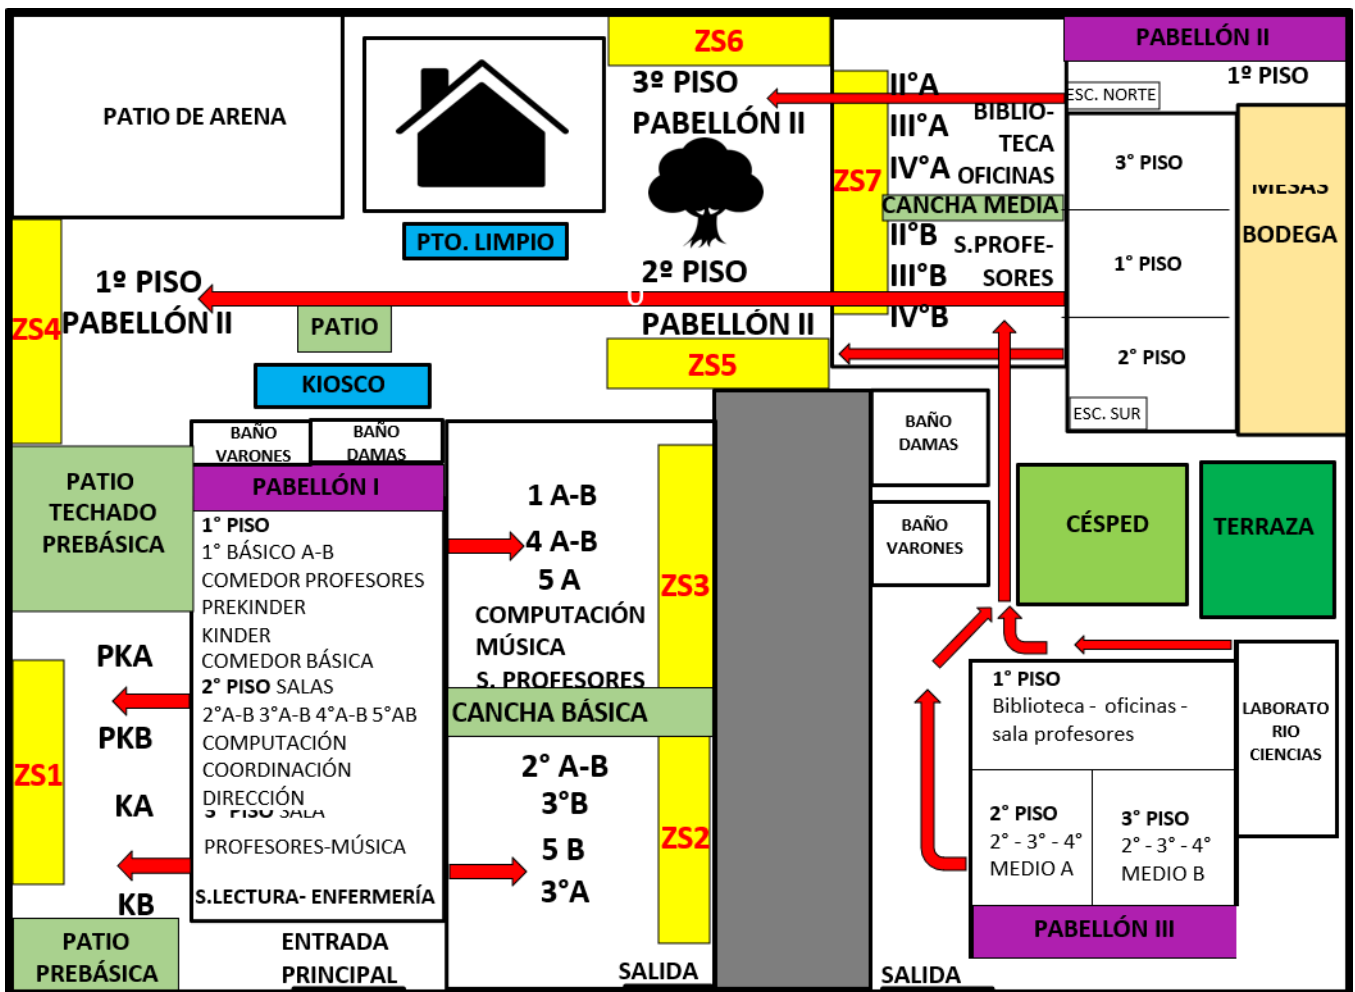 PATIO DE ARENA
PTO. LIMPIO
ZS6
3º PISO
PABELLÓN II
2º PISO
PABELLÓN II
ZS5
ZS7
II°A
III°A
IV°A
BIBLIO-
TECA
OFICINAS
CANCHA MEDIA
II°B
III°B
IV°B
S.PROFE-
SORES
PABELLÓN II
1º PISO
ESC. NORTE
3° PISO
1° PISO
2° PISO
ESC. SUR
MESAS
BODEGA
ZS4
1º PISO
PABELLÓN II
PATIO
KIOSCO
BAÑO
VARONES
BAÑO
DAMAS
PATIO
TECHADO
PREBÁSICA
PABELLÓN I
1° PISO
1° BÁSICO A-B
COMEDOR PROFESORES
PREKINDER
KINDER
COMEDOR BÁSICA
2° PISO SALAS
2°A-B 3°A-B 4°A-B 5°AB
COMPUTACIÓN
COORDINACIÓN
DIRECCIÓN
3° PISO SALA
PROFESORES-MÚSICA
S.LECTURA- ENFERMERÍA
PKA
PKB
KA
KB
ZS1
PATIO
PREBÁSICA
ENTRADA
PRINCIPAL
1 A-B
4 A-B
5 A
COMPUTACIÓN
MÚSICA
S. PROFESORES
ZS3
CANCHA BÁSICA
2° A-B
3°B
5 B
3°A
ZS2
SALIDA
BAÑO
DAMAS
BAÑO
VARONES
CÉSPED
TERRAZA
1° PISO
Biblioteca - oficinas -
sala profesores
2° PISO
2° - 3° - 4°
MEDIO A
3° PISO
2° - 3° - 4°
MEDIO B
PABELLÓN III
LABORATO
RIO
CIENCIAS
SALIDA